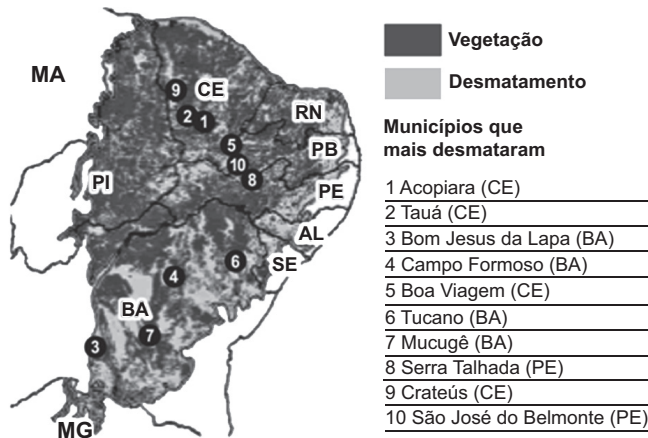 MA
CE
RN
PB
PE
AL
SE
PI
BA
MG
9
2
1
5
10
8
6
4
7
3
Vegetação
Desmatamento
Municípios que
mais desmataram
1 Acopiara (CE)
2 Tauá (CE)
3 Bom Jesus da Lapa (BA)
4 Campo Formoso (BA)
5 Boa Viagem (CE)
6 Tucano (BA)
7 Mucugê (BA)
8 Serra Talhada (PE)
9 Crateús (CE)
10 São José do Belmonte (PE)